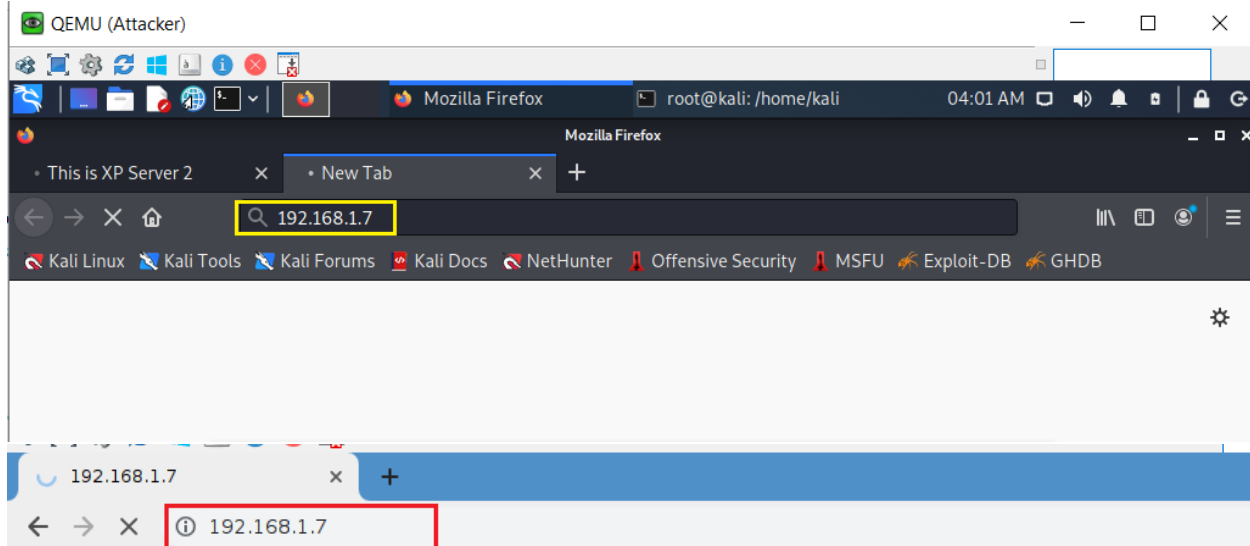 QEMU (Attacker)
Mozilla Firefox root@kali: /home/kali 04:01 AM
Mozilla Firefox
• This is XP Server 2 • New Tab
192.168.1.7
Kali Linux Kali Tools Kali Forums Kali Docs NetHunter Offensive Security MSFU Exploit-DB GHDB
192.168.1.7
192.168.1.7